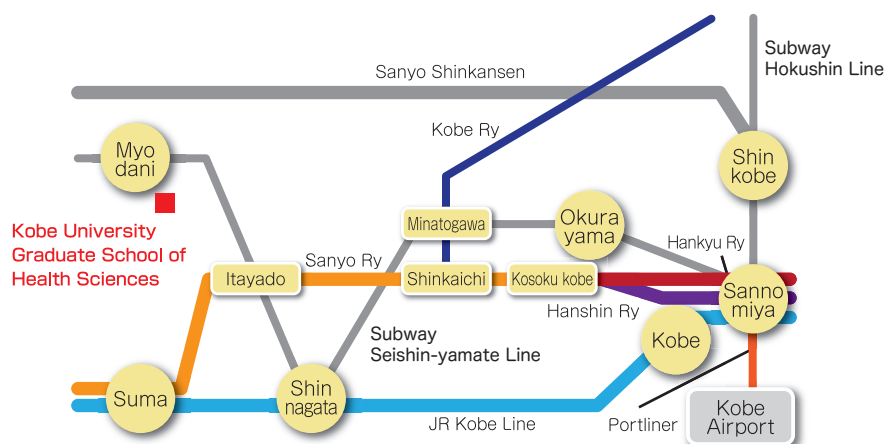 Subway
Hokushin Line
Sanyo Shinkansen
Kobe Ry
Myo
dani
Shin
kobe
Kobe University
Graduate School of
Health Sciences
Minatogawa
Okura
yama
Hankyu Ry
Sanyo Ry
Itayado
Shinkaichi
Kosoku kobe
Sanno
miya
Hanshin Ry
Subway
Seishin-yamate Line
Kobe
Suma
Shin
nagata
JR Kobe Line
Portliner
Kobe
Airport